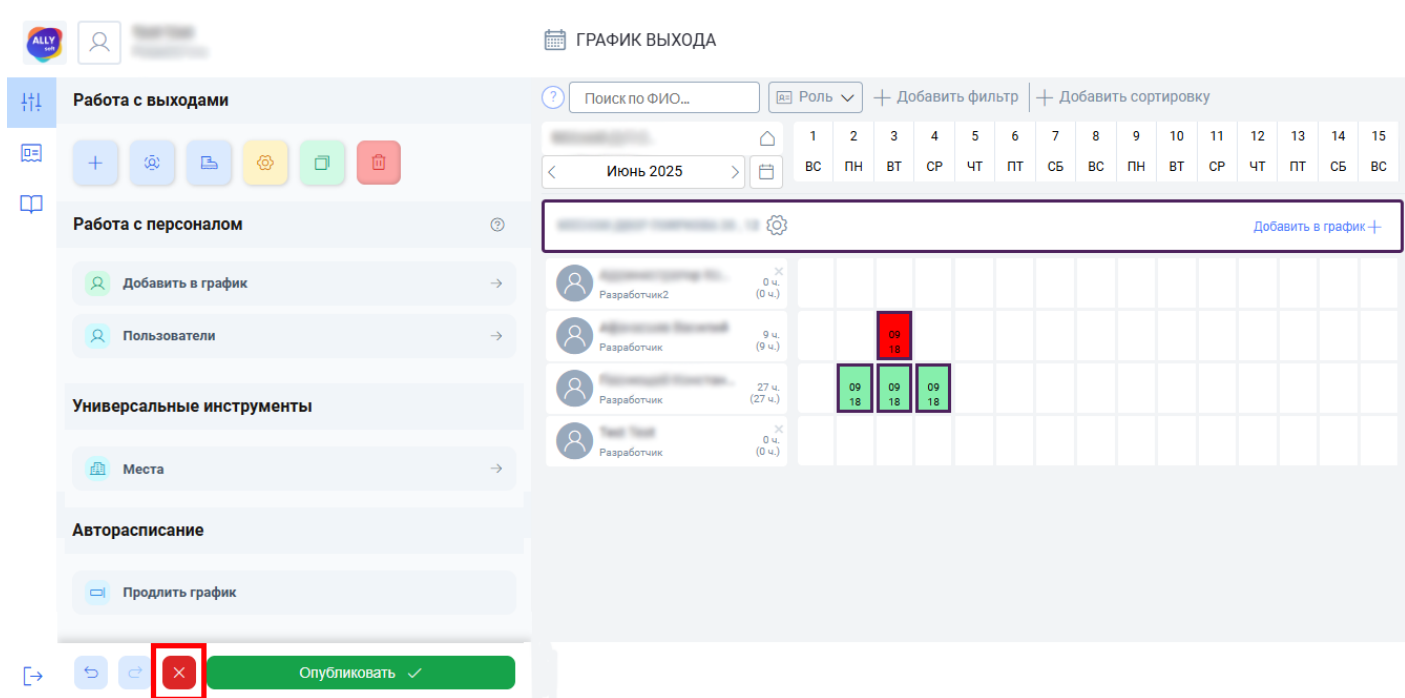 ALLY
soft
ГРАФИК ВЫХОДА
Работа с выходами
Работа с персоналом
Добавить в график
Пользователи
Универсальные инструменты
Места
Авторасписание
Продлить график
Опубликовать
? Поиск по ФИО... Роль Добавить фильтр Добавить сортировку
1 2 3 4 5 6 7 8 9 10 11 12 13 14 15
Июнь 2025 ВС ПН ВТ СР ЧТ ПТ СБ ВС ПН ВТ СР ЧТ ПТ СБ ВС
Добавить в график
0 ч.
Разработчик2 (0 ч.)
9 ч. 09
Разработчик (9 ч.) 18
27 ч. 09 09 09
Разработчик (27 ч.) 18 18 18
Test Test 0 ч.
Разработчик (0 ч.)